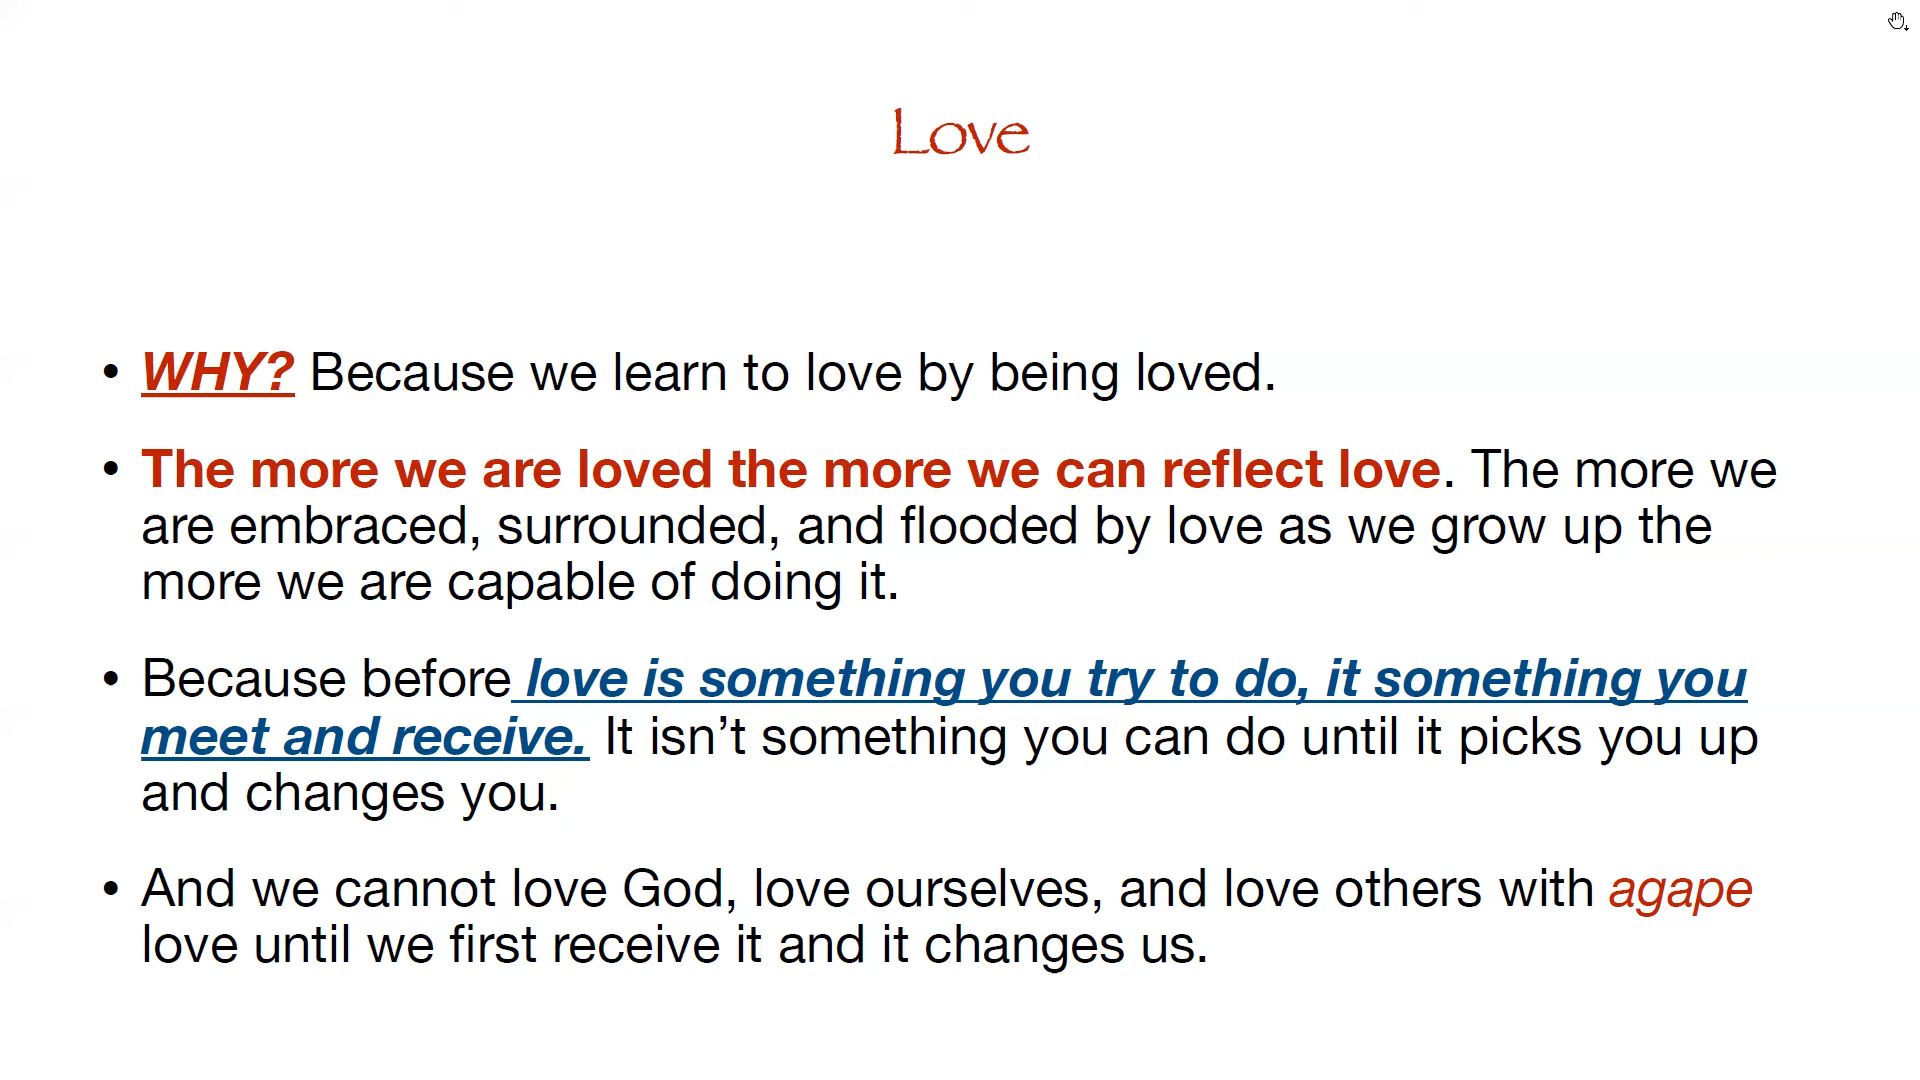 Love
• WHY? Because we learn to love by being loved.
• The more we are loved the more we can reflect love. The more we
are embraced, surrounded, and flooded by love as we grow up the
more we are capable of doing it.
• Because before love is something you try to do, it something you
meet and receive. It isn’t something you can do until it picks you up
and changes you.
• And we cannot love God, love ourselves, and love others with agape
love until we first receive it and it changes us.